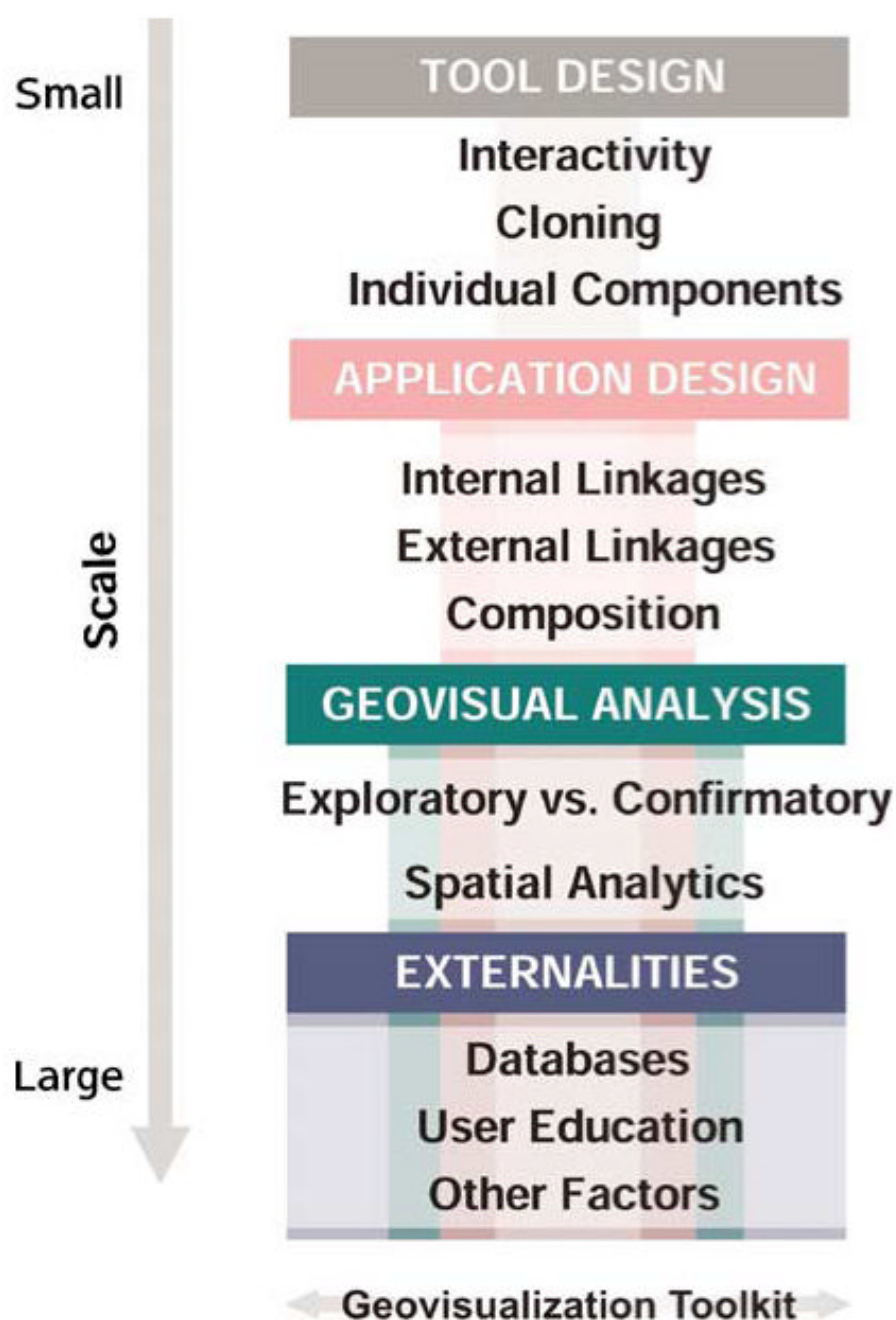 Small
TOOL DESIGN
Interactivity
Cloning
Individual Components
APPLICATION DESIGN
Internal Linkages
External Linkages
Composition
Scale
GEOVISUAL ANALYSIS
Exploratory vs. Confirmatory
Spatial Analytics
EXTERNALITIES
Large
Databases
User Education
Other Factors
Geovisualization Toolkit